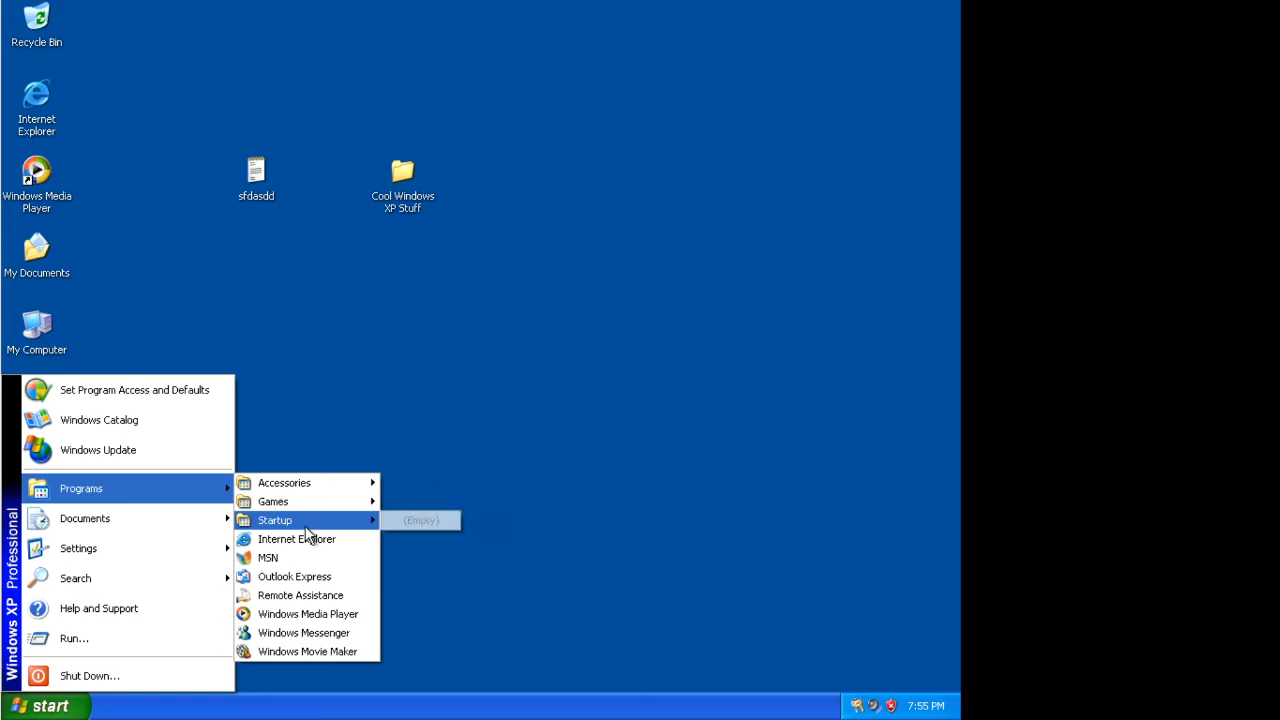 Recycle Bin
Internet
Explorer
Windows Media
Player
sfdasdd
Cool Windows
XP Stuff
My Documents
My Computer
Set Program Access and Defaults
Windows Catalog
Windows Update
Programs
Documents
Settings
Search
Help and Support
Run...
Shut Down...
Windows XP Professional
Accessories
Games
Startup
(Empty)
Internet Explorer
MSN
Outlook Express
Remote Assistance
Windows Media Player
Windows Messenger
Windows Movie Maker
start
7:55 PM